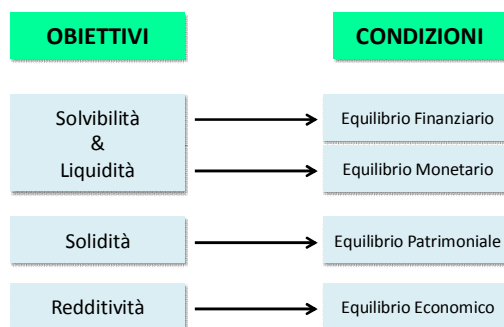 OBIETTIVI
CONDIZIONI
Solvibilità
&
Liquidità
Equilibrio Finanziario
Equilibrio Monetario
Solidità
Equilibrio Patrimoniale
Redditività
Equilibrio Economico